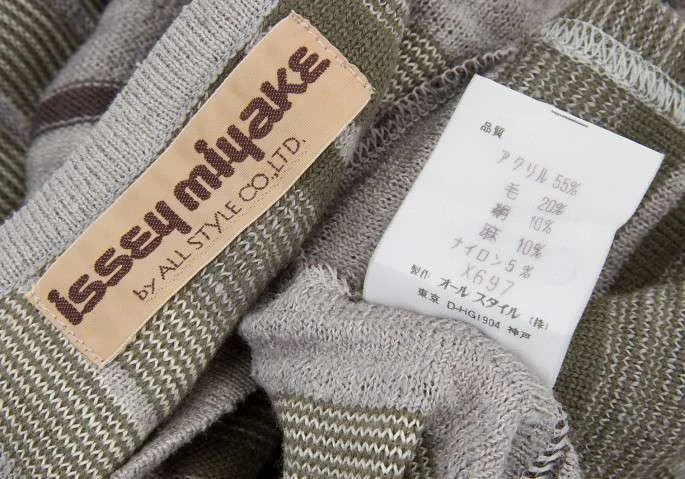 issey miyake
by ALL STYLE CO.,LTD.
品質
アクリル 55%
毛 20%
絹 10%
麻 10%
ナイロン 5%
X697
製作 オール スタイル (株)
東京 D-HG1904 神戸